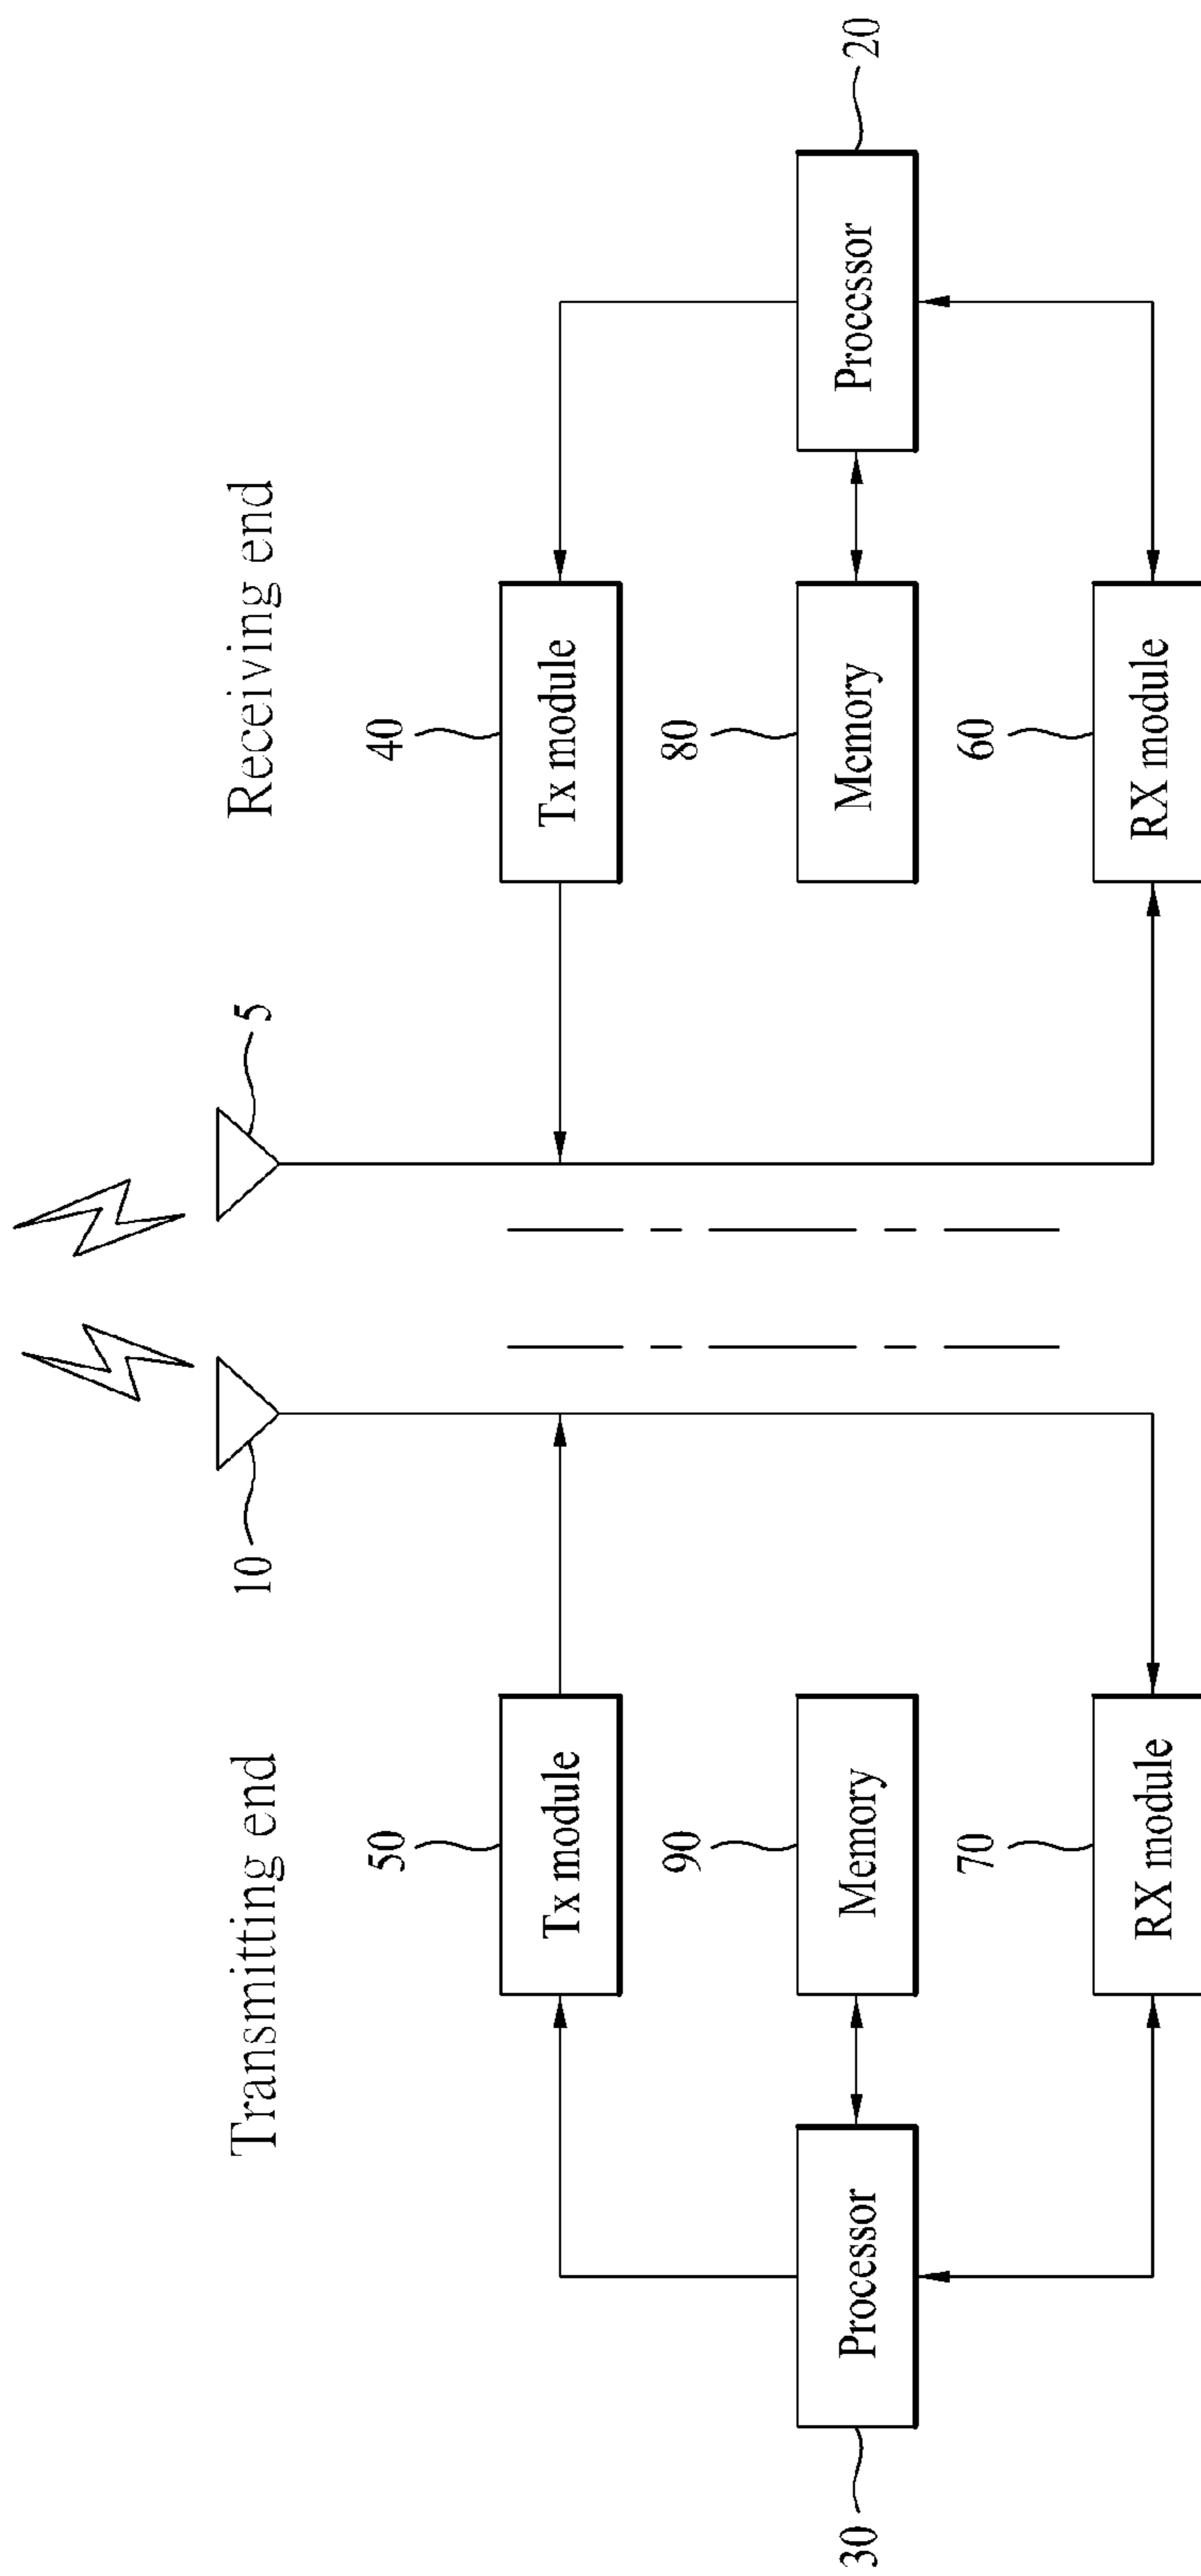 Transmitting end
Receiving end
10
5
50
Tx module
40
Tx module
30
Processor
90
Memory
80
Memory
Processor
20
70
RX module
60
RX module